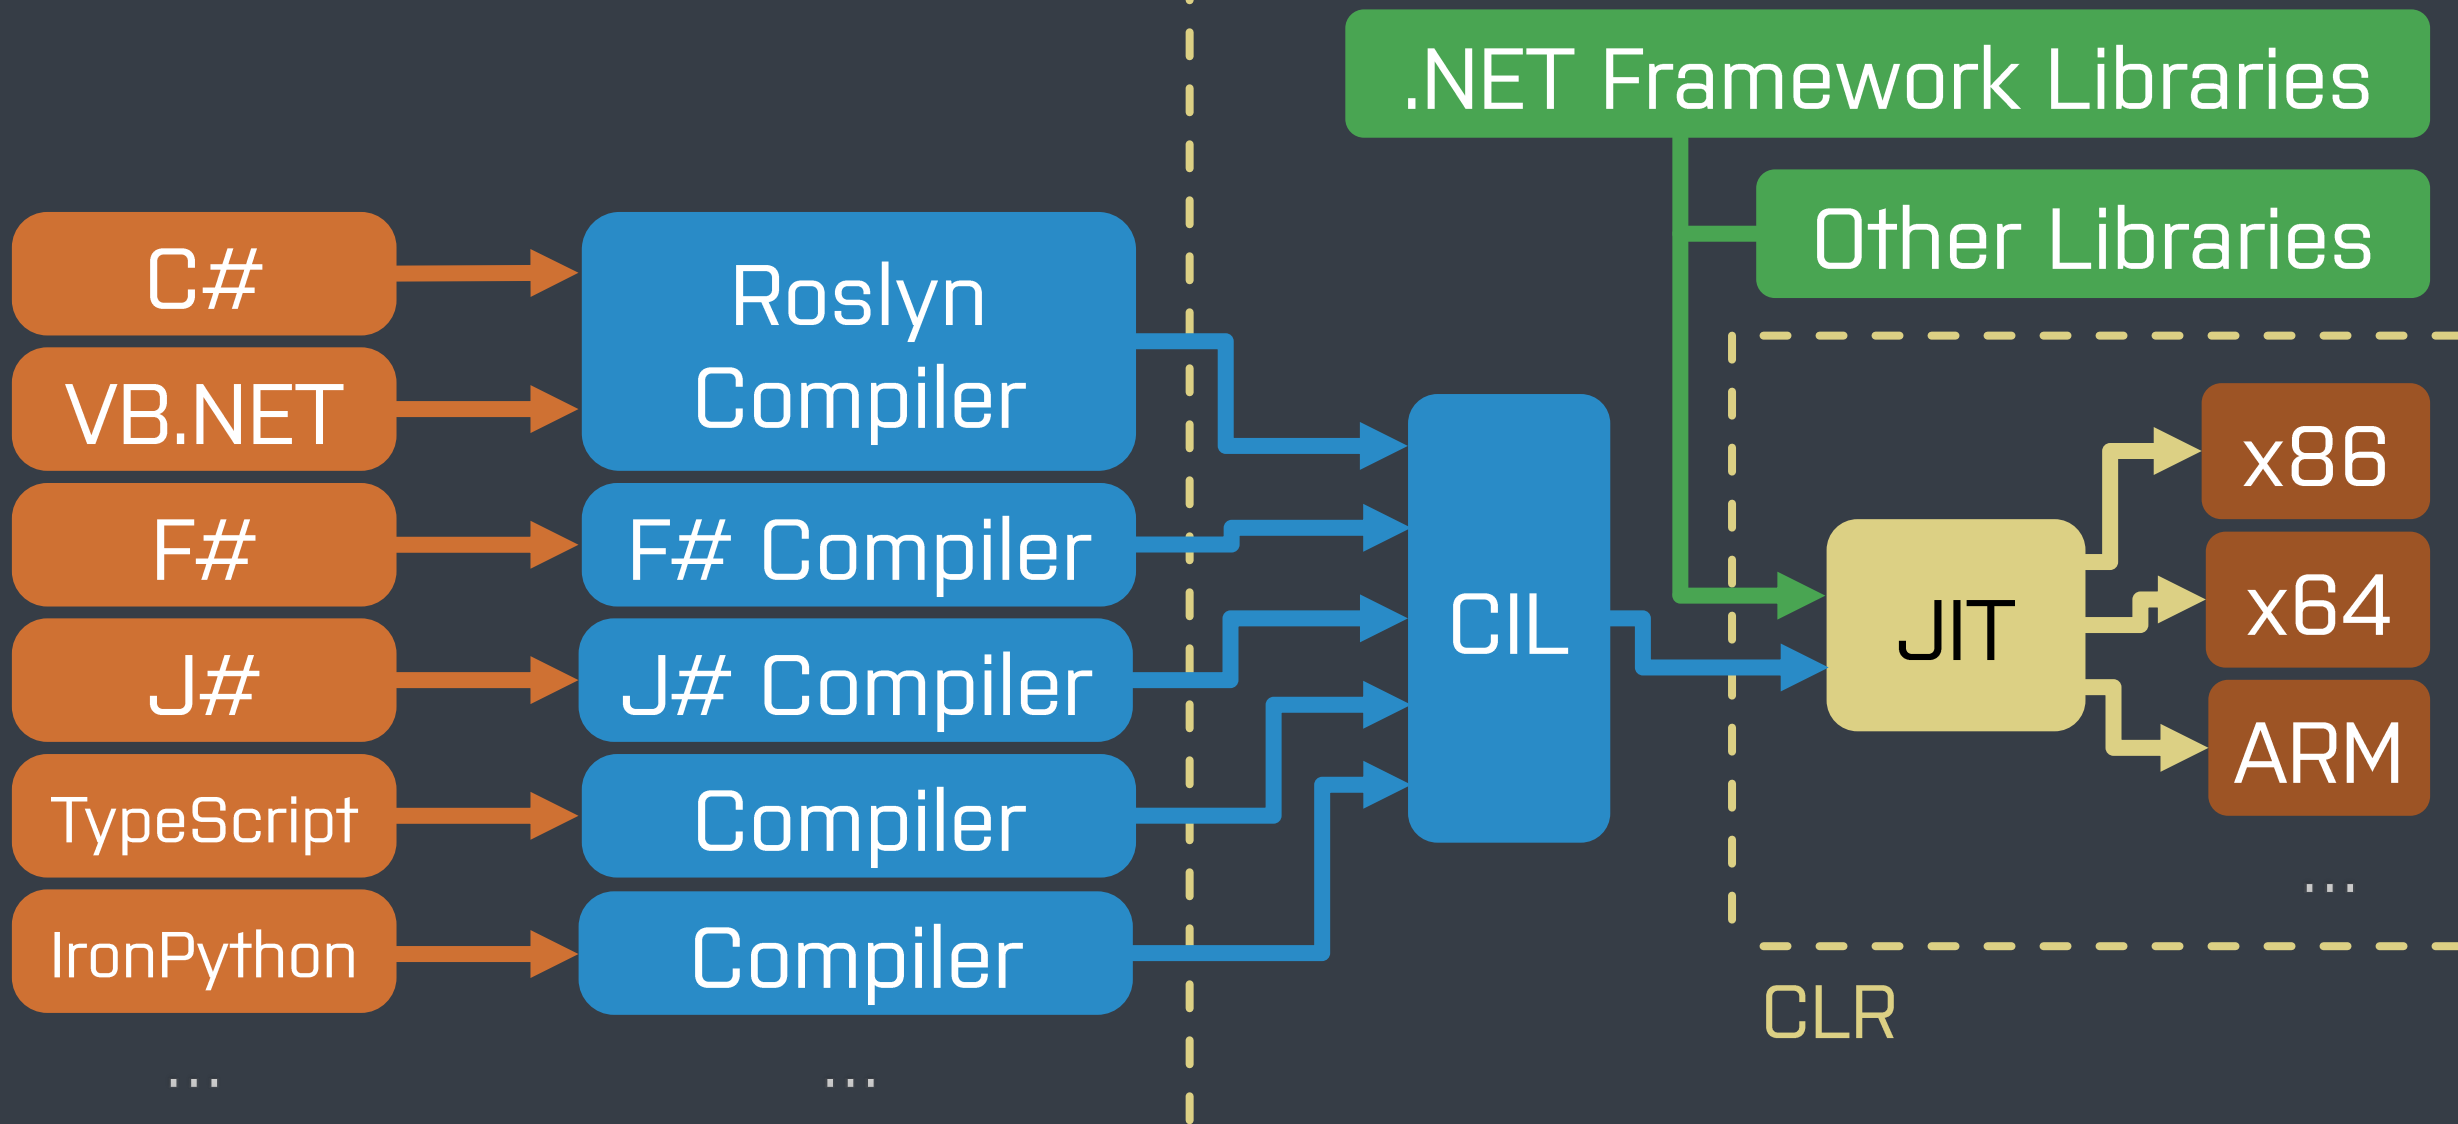 .NET Framework Libraries
Other Libraries
C#
VB.NET
F#
J#
TypeScript
IronPython
...
Roslyn
Compiler
F# Compiler
J# Compiler
Compiler
Compiler
...
CIL
JIT
x86
x64
ARM
...
CLR